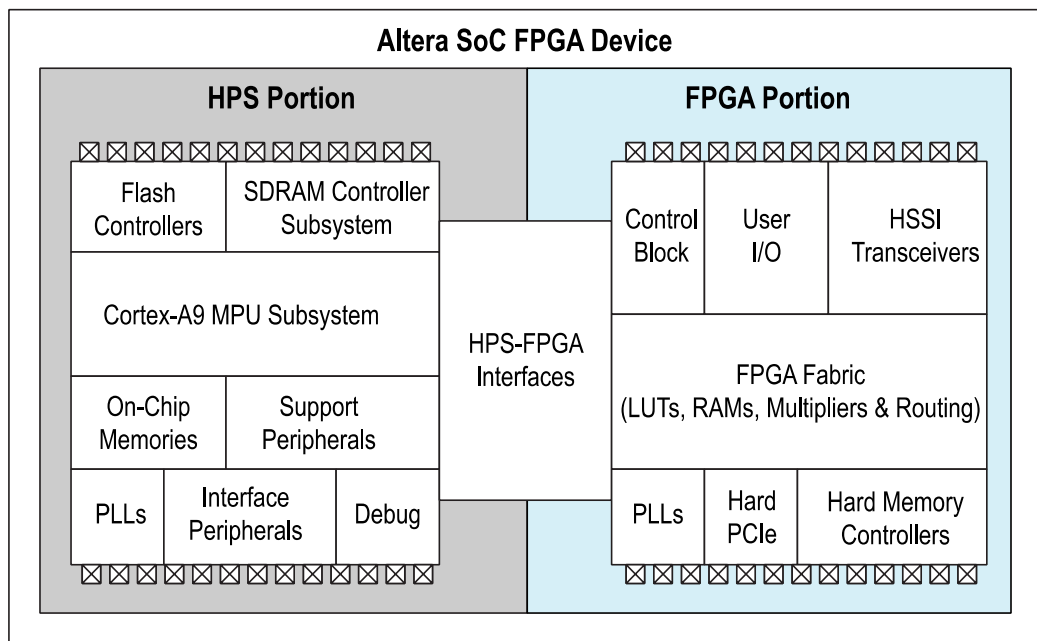 Altera SoC FPGA Device
HPS Portion
Flash
Controllers
SDRAM Controller
Subsystem
Cortex-A9 MPU Subsystem
On-Chip
Memories
Support
Peripherals
PLLs
Interface
Peripherals
Debug
HPS-FPGA
Interfaces
FPGA Portion
Control
Block
User
I/O
HSSI
Transceivers
FPGA Fabric
(LUTs, RAMs, Multipliers & Routing)
PLLs
Hard
PCIe
Hard Memory
Controllers